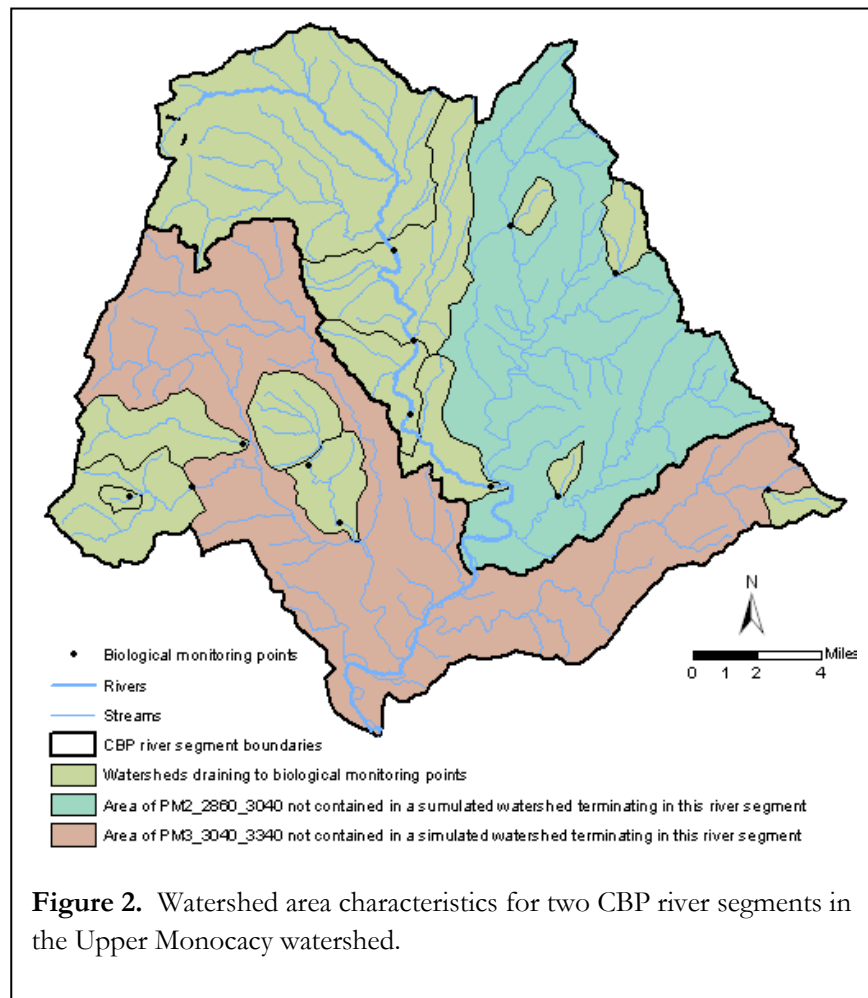 N
Miles
0 1 2 4
Biological monitoring points
Rivers
Streams
CBP river segment boundaries
Watersheds draining to biological monitoring points
Area of PM2_2860_3040 not contained in a sumulated watershed terminating in this river segment
Area of PM3_3040_3340 not contained in a simulated watershed terminating in this river segment
Figure 2. Watershed area characteristics for two CBP river segments in
the Upper Monocacy watershed.